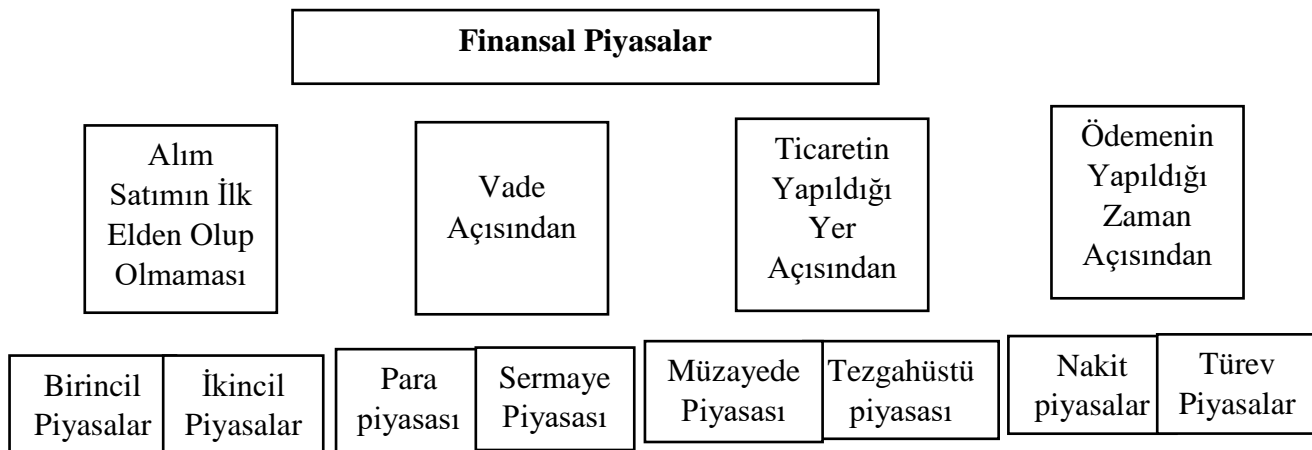 Finansal Piyasalar
Alım
Satımın İlk
Elden Olup
Olmaması
Vade
Açısından
Ticaretin
Yapıldığı
Yer
Açısından
Ödemenin
Yapıldığı
Zaman
Açısından
Birincil
Piyasalar
İkincil
Piyasalar
Para
piyasası
Sermaye
Piyasası
Müzayede
Piyasası
Tezgahüstü
piyasası
Nakit
piyasalar
Türev
Piyasalar